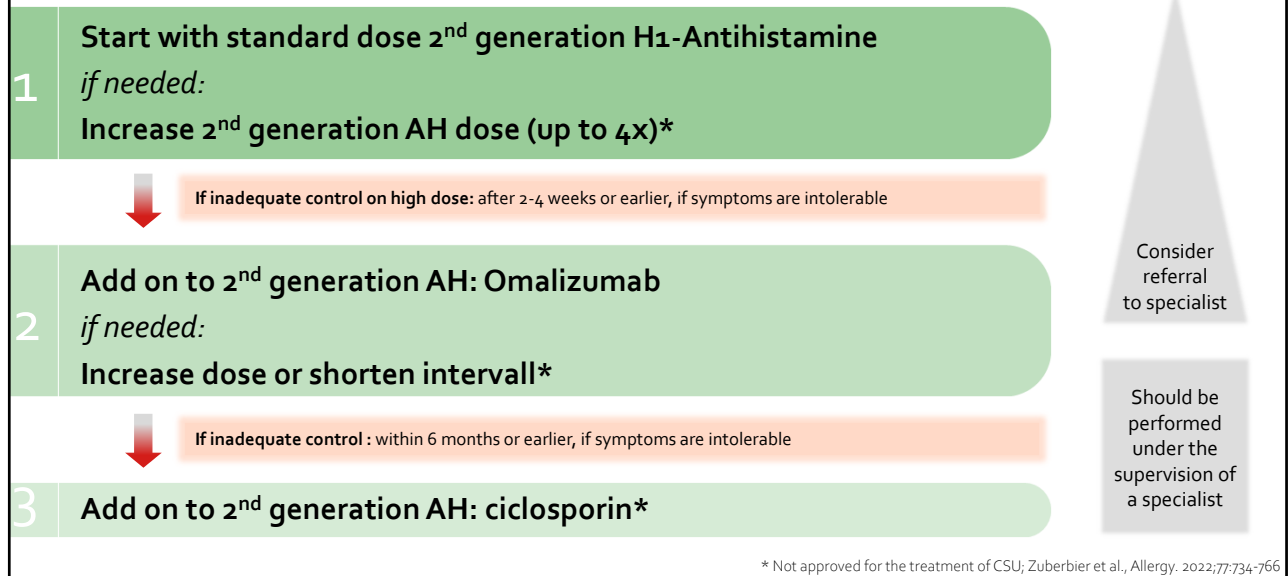 1
Start with standard dose 2nd generation H1-Antihistamine
if needed:
Increase 2nd generation AH dose (up to 4x)*
If inadequate control on high dose: after 2-4 weeks or earlier, if symptoms are intolerable
2
Add on to 2nd generation AH: Omalizumab
if needed:
Increase dose or shorten intervall*
If inadequate control : within 6 months or earlier, if symptoms are intolerable
3
Add on to 2nd generation AH: ciclosporin*
Consider
referral
to specialist
Should be
performed
under the
supervision of
a specialist
* Not approved for the treatment of CSU; Zuberbier et al., Allergy. 2022;77:734-766